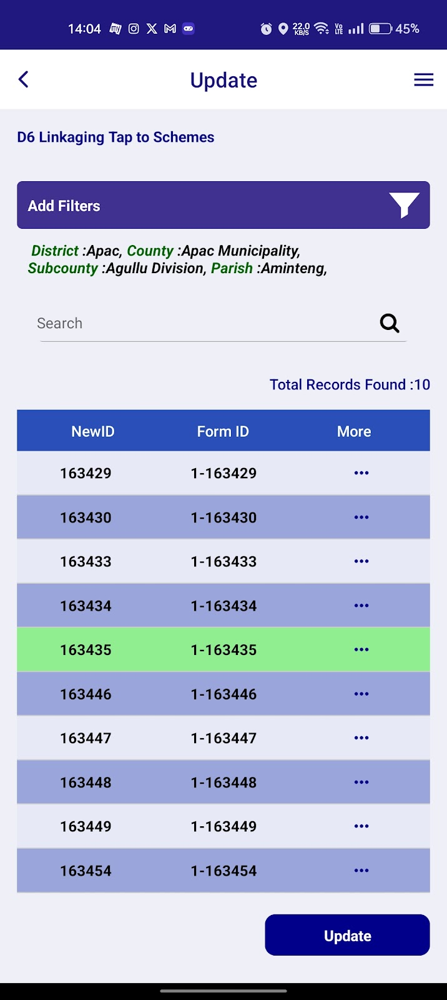 14:04 22.0 KB/S Vo LTE 45%
Update
D6 Linkaging Tap to Schemes
Add Filters
District :Apac, County :Apac Municipality,
Subcounty :Agullu Division, Parish :Aminteng,
Search
Total Records Found :10
NewID Form ID More
163429 1-163429 •••
163430 1-163430 •••
163433 1-163433 •••
163434 1-163434 •••
163435 1-163435 •••
163446 1-163446 •••
163447 1-163447 •••
163448 1-163448 •••
163449 1-163449 •••
163454 1-163454 •••
Update